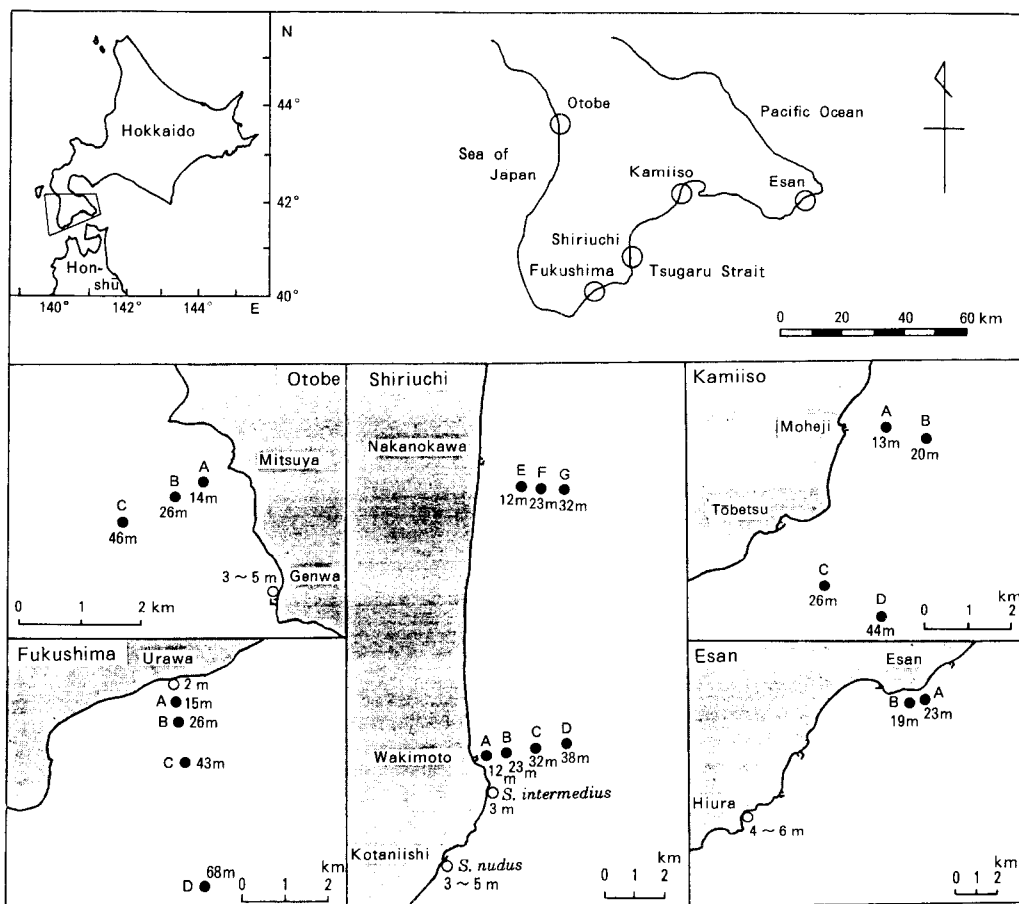 N
44°
42°
40°
140°
142°
144°
E
Hokkaido
Hon-
shū
Otobe
Sea of
Japan
Pacific Ocean
Kamiiso
Esan
Shiriuchi
Fukushima
Tsugaru Strait
0 20 40 60 km
Otobe
Mitsuya
A
14m
B
26m
C
46m
3 ~ 5 m
Genwa
0 2 km
Shiriuchi
Nakanokawa
E F G
12m 23m 32m
Wakimoto
A B C D
12 m 23 m 32m 38m
S. intermedius
3 m
Kotaniishi
S. nudus
3 ~ 5 m
km
0 1 2
Kamiiso
Moheji
A
13m
B
20m
Tōbetsu
C
26m
D
44m
km
0 1 2
Fukushima
Urawa
2 m
A 15m
B 26m
C 43m
68m
D
km
0 1 2
Esan
Esan
A
B
23m
19m
Hiura
4 ~ 6 m
km
0 1 2